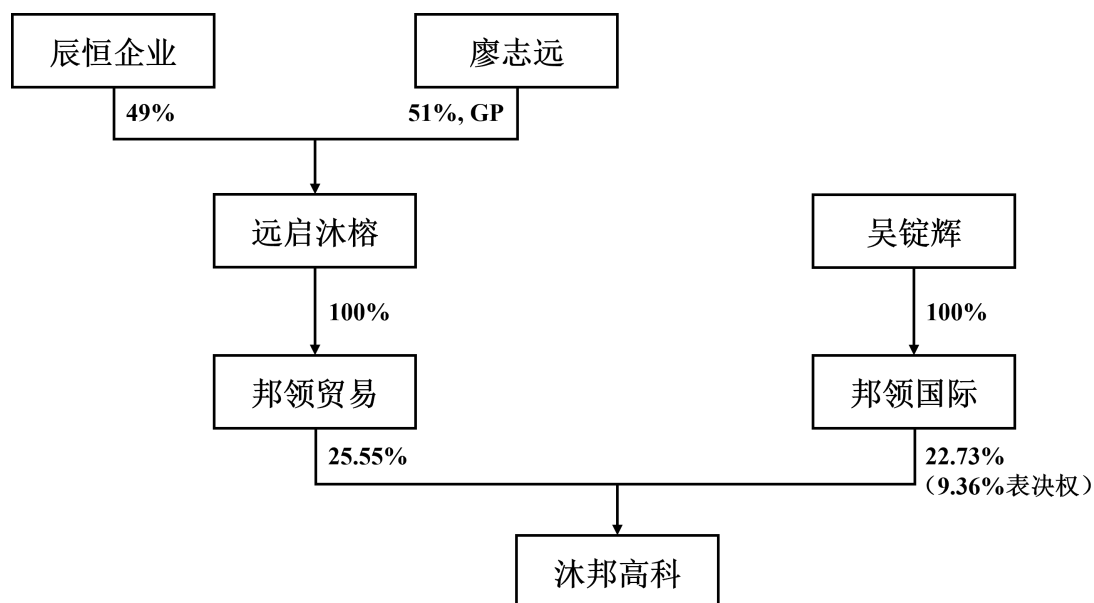 辰恒企业
廖志远
49%
51%, GP
远启沐榕
吴锭辉
100%
100%
邦领贸易
邦领国际
25.55%
22.73%
（9.36%表决权）
沐邦高科